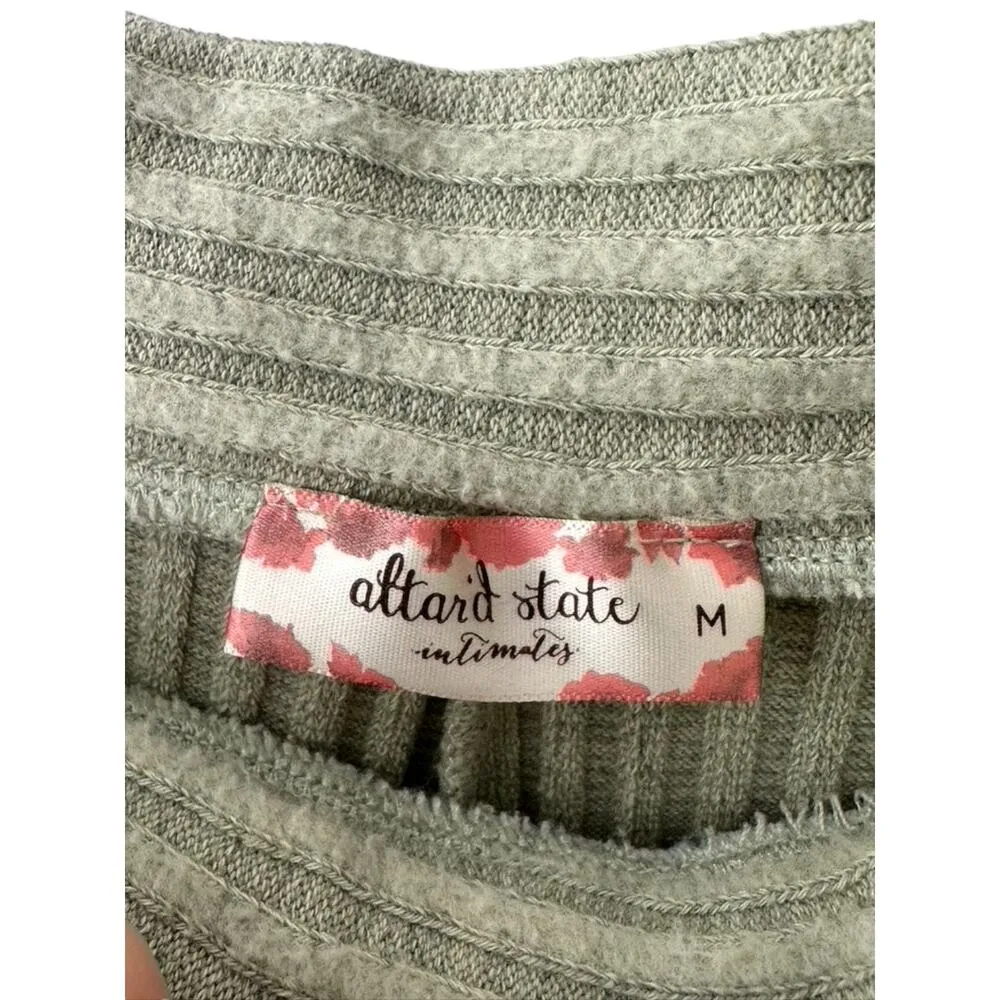 altar'd state M
intimates